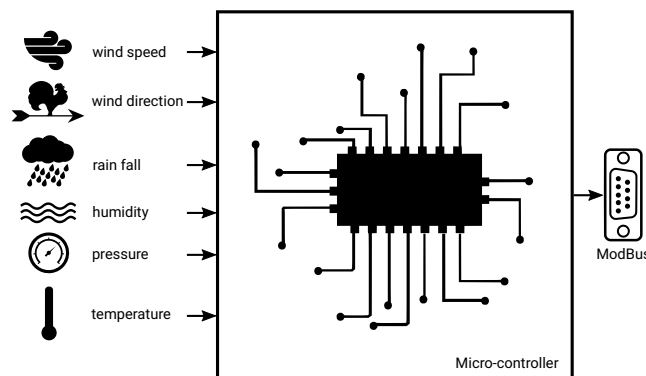 wind speed
wind direction
rain fall
humidity
pressure
temperature
ModBus
Micro-controller